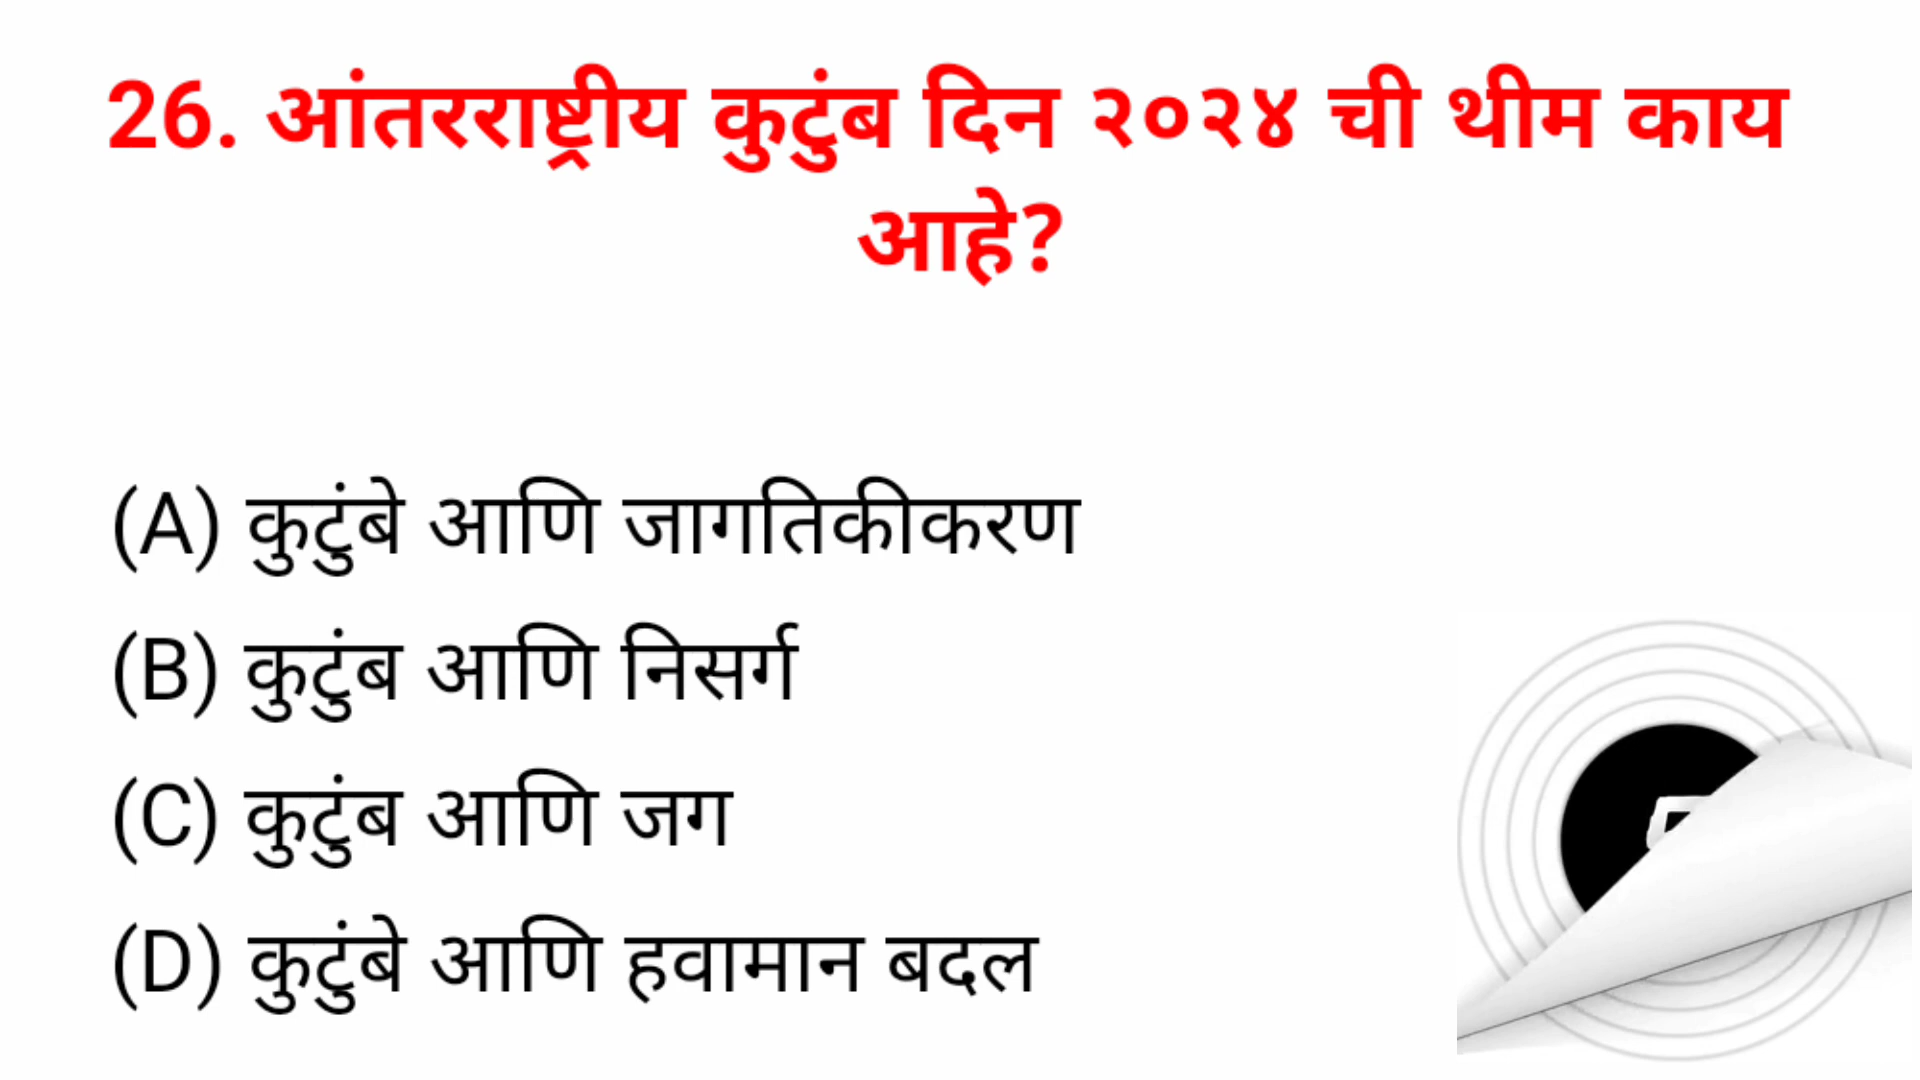 26. आंतरराष्ट्रीय कुटुंब दिन २०२४ ची थीम काय
आहे?
(A) कुटुंबे आणि जागतिकीकरण
(B) कुटुंब आणि निसर्ग
(C) कुटुंब आणि जग
(D) कुटुंबे आणि हवामान बदल